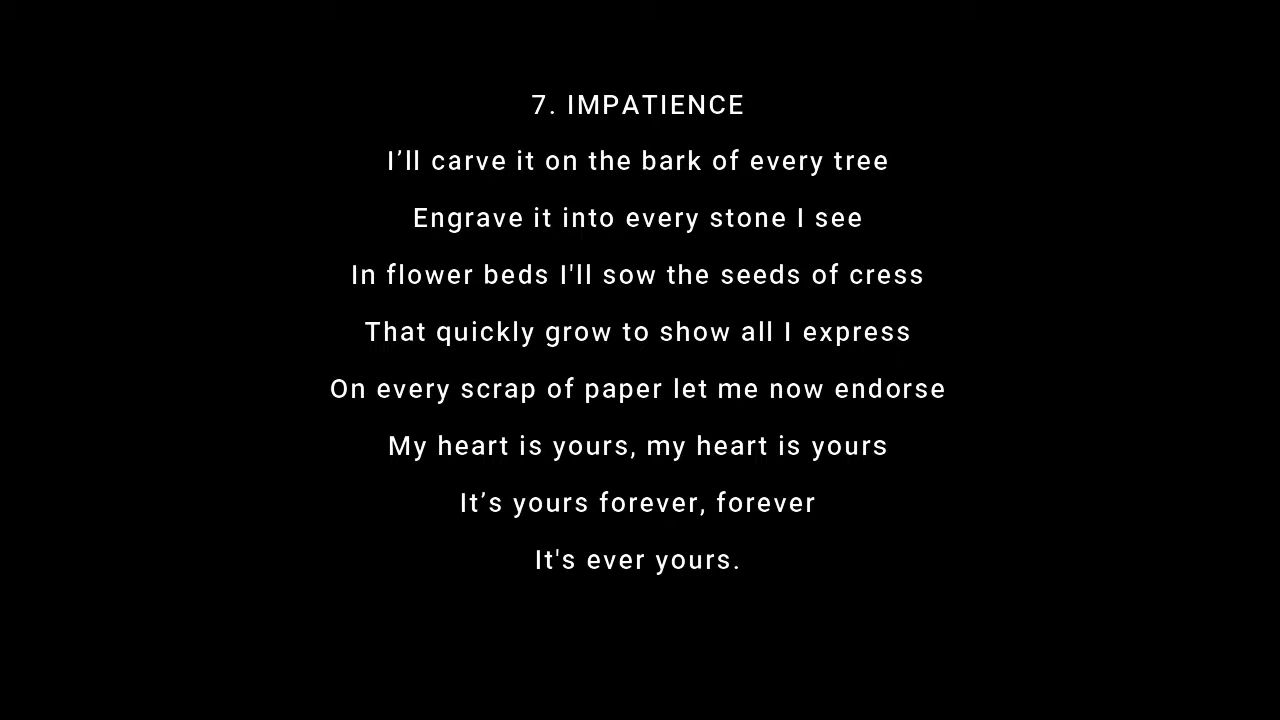 7. IMPATIENCE
I’ll carve it on the bark of every tree
Engrave it into every stone I see
In flower beds I'll sow the seeds of cress
That quickly grow to show all I express
On every scrap of paper let me now endorse
My heart is yours, my heart is yours
It’s yours forever, forever
It's ever yours.